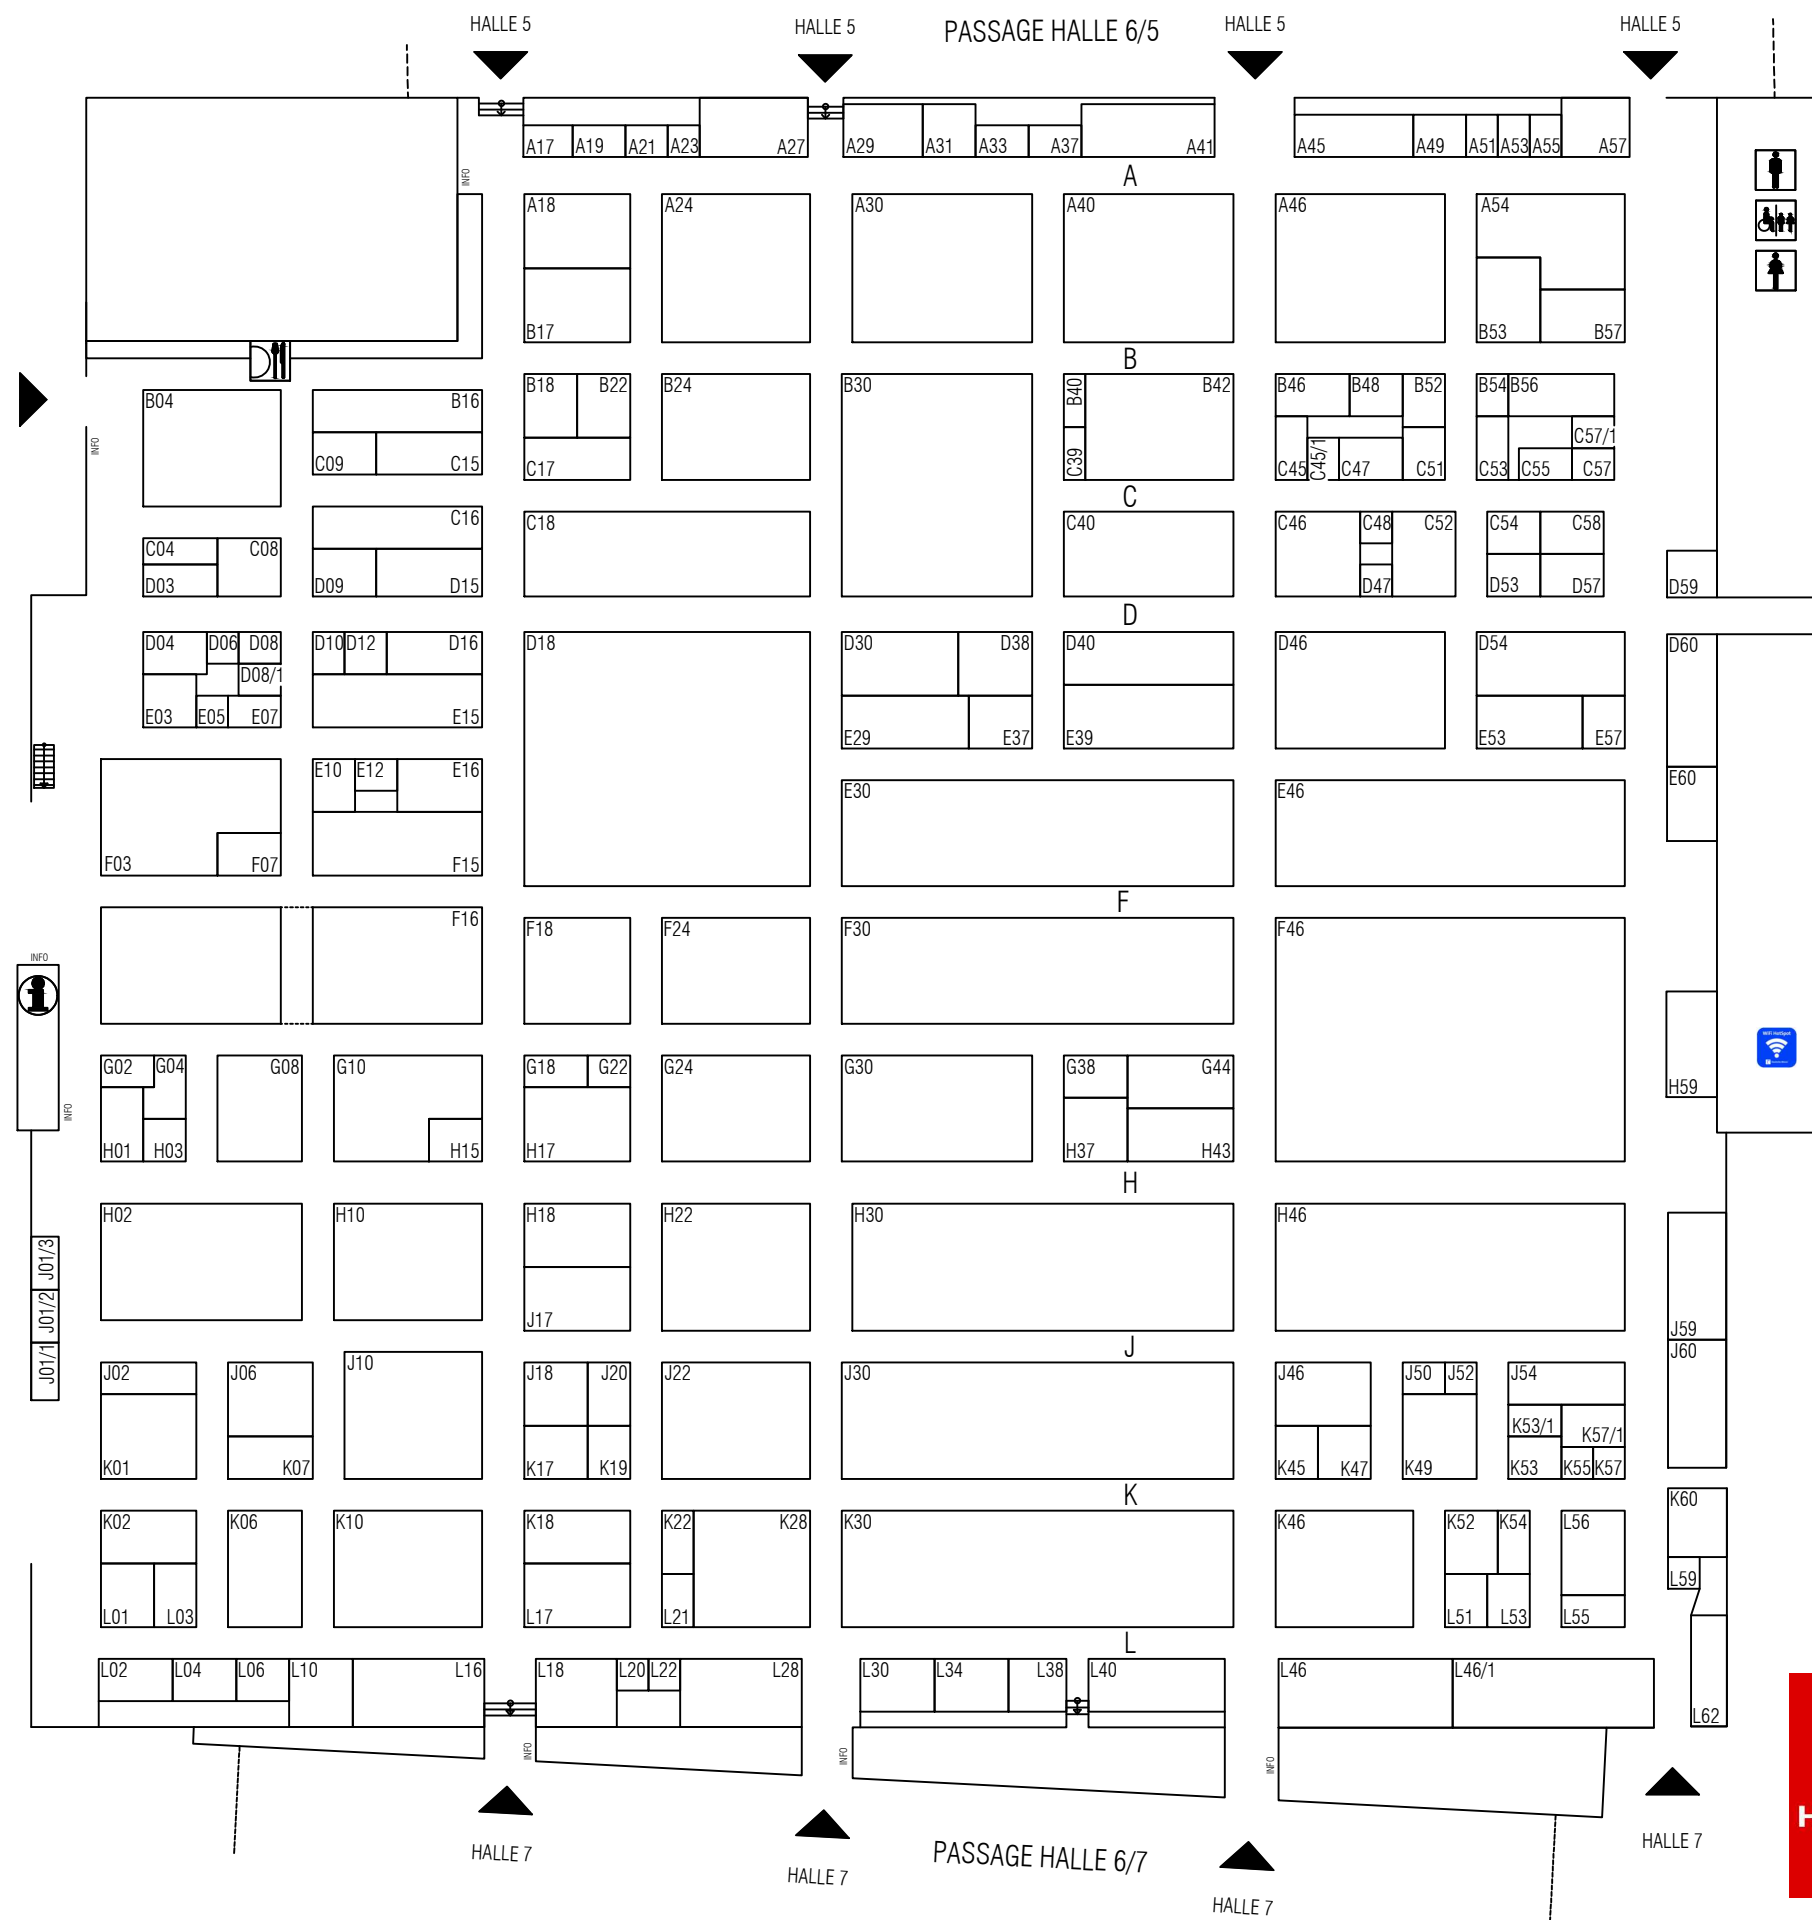 HALLE 5 HALLE 5 PASSAGE HALLE 6/5 HALLE 5 HALLE 5
A17 A19 A21 A23 A27 A29 A31 A33 A37 A41 A45 A49 A51 A53 A55 A57
INFO
A
A18 A24 A30 A40 A46 A54
B17 B53 B57
B
B04 B16 B18 B22 B24 B30 B40 B42 B46 B48 B52 B54 B56
INFO
C57/1
C09 C15 C17 C39 C45 C45/1 C47 C51 C53 C55 C57
C
C16 C18 C40 C46 C48 C52 C54 C58
C04 C08
D03 D09 D15 D47 D53 D57 D59
D
D04 D06 D08 D10 D12 D16 D18 D30 D38 D40 D46 D54 D60
D08/1
E03 E05 E07 E15 E29 E37 E39 E53 E57
E10 E12 E16 E30 E46 E60
F03 F07 F15
F
F16 F18 F24 F30 F46
INFO
WiFi HotSpot
G02 G04 G08 G10 G18 G22 G24 G30 G38 G44
H59
INFO
H01 H03 H15 H17 H37 H43
H
H02 H10 H18 H22 H30 H46
J01/3
J01/2
J17 J59
J
J01/1
J02 J06 J10 J18 J20 J22 J30 J46 J50 J52 J54 J60
K53/1 K57/1
K01 K07 K17 K19 K45 K47 K49 K53 K55 K57
K
K02 K06 K10 K18 K22 K28 K30 K46 K52 K54 L56 K60
L59
L01 L03 L17 L21 L51 L53 L55
L
L02 L04 L06 L10 L16 L18 L20 L22 L28 L30 L34 L38 L40 L46 L46/1
L62
INFO INFO INFO
H
HALLE 7 HALLE 7 PASSAGE HALLE 6/7 HALLE 7 HALLE 7